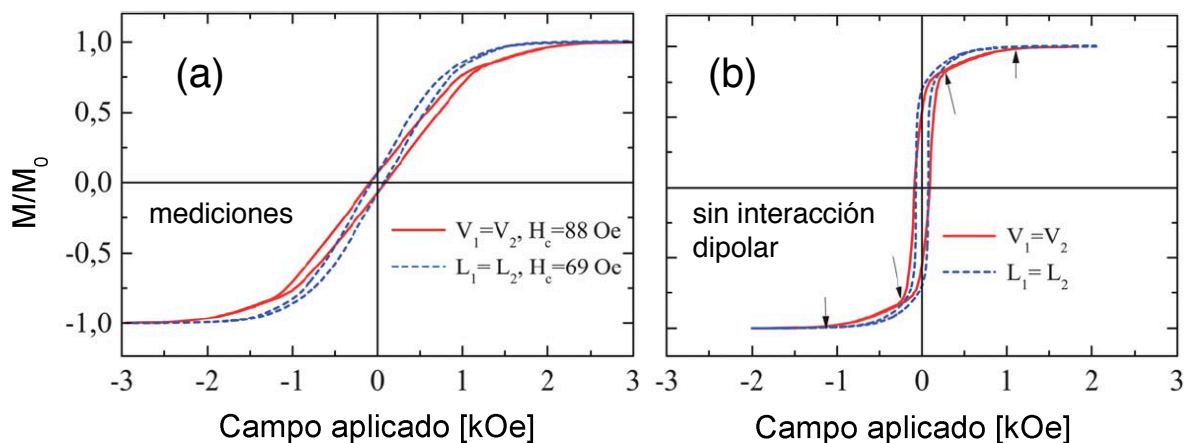 (a)
M/M₀
1,0
0,5
0,0
-0,5
-1,0
mediciones
V₁=V₂, H_c=88 Oe
L₁= L₂, H_c=69 Oe
-3 -2 -1 0 1 2 3
Campo aplicado [kOe]
(b)
sin interacción
dipolar
V₁=V₂
L₁= L₂
-3 -2 -1 0 1 2 3
Campo aplicado [kOe]